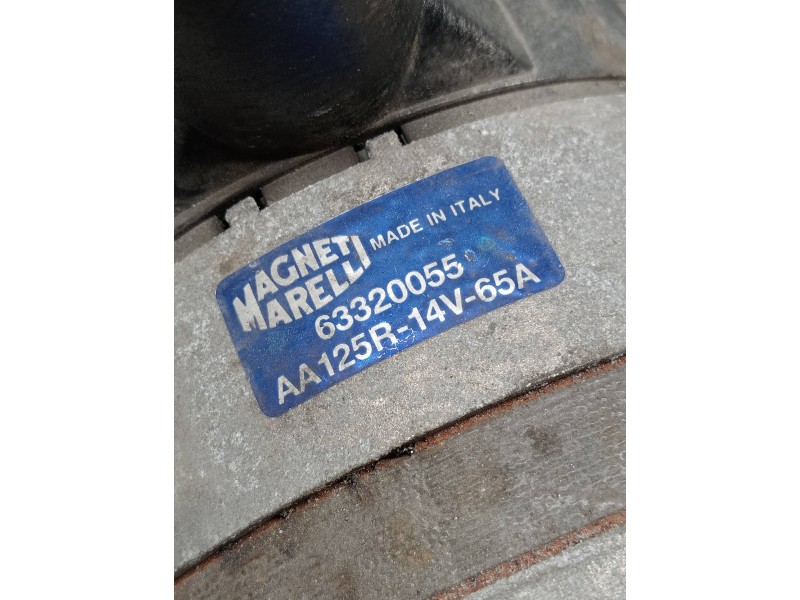 MAGNETI
MARELLI
MADE IN ITALY
63320055
AA125R-14V-65A